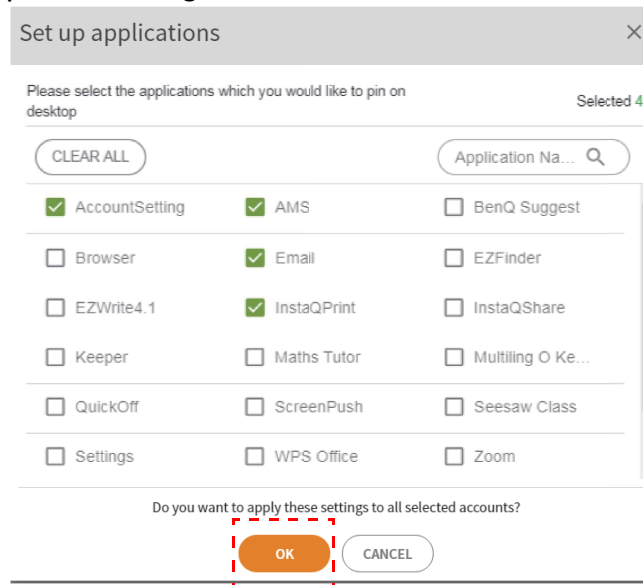 Set up applications
Please select the applications which you would like to pin on
desktop
Selected 4
CLEAR ALL
Application Na...
AccountSetting AMS BenQ Suggest
Browser Email EZFinder
EZWrite4.1 InstaQPrint InstaQShare
Keeper Maths Tutor Multiling O Ke...
QuickOff ScreenPush Seesaw Class
Settings WPS Office Zoom
Do you want to apply these settings to all selected accounts?
OK CANCEL